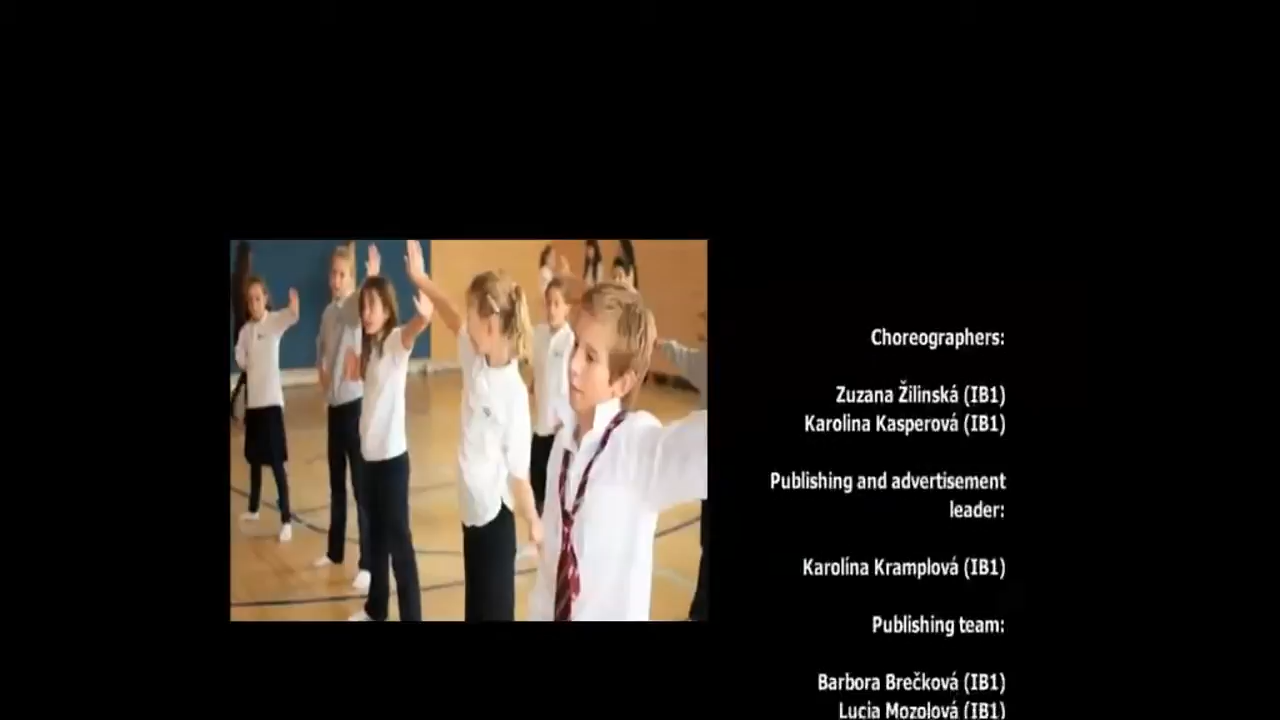 Choreographers:
Zuzana Žilinská (IB1)
Karolina Kasperová (IB1)
Publishing and advertisement
leader:
Karolína Kramplová (IB1)
Publishing team:
Barbora Brečková (IB1)
Lucia Mozolová (IB1)